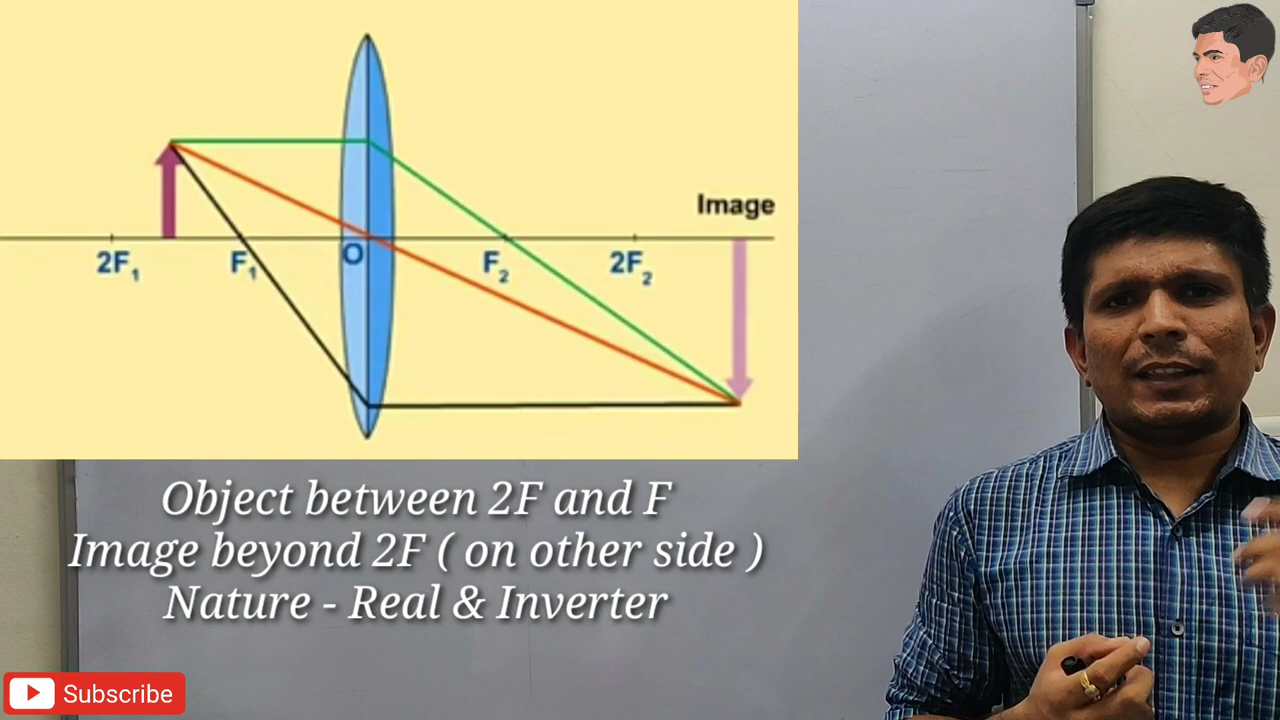 Image
2F₁ F₁ O F₂ 2F₂
Object between 2F and F
Image beyond 2F ( on other side )
Nature - Real & Inverter
Subscribe